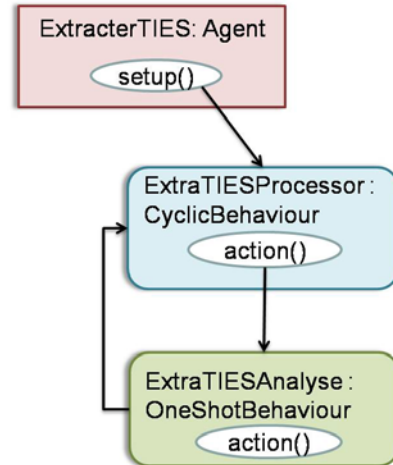 ExtracterTIES: Agent
setup()
ExtraTIESProcessor :
CyclicBehaviour
action()
ExtraTIESAnalyse :
OneShotBehaviour
action()